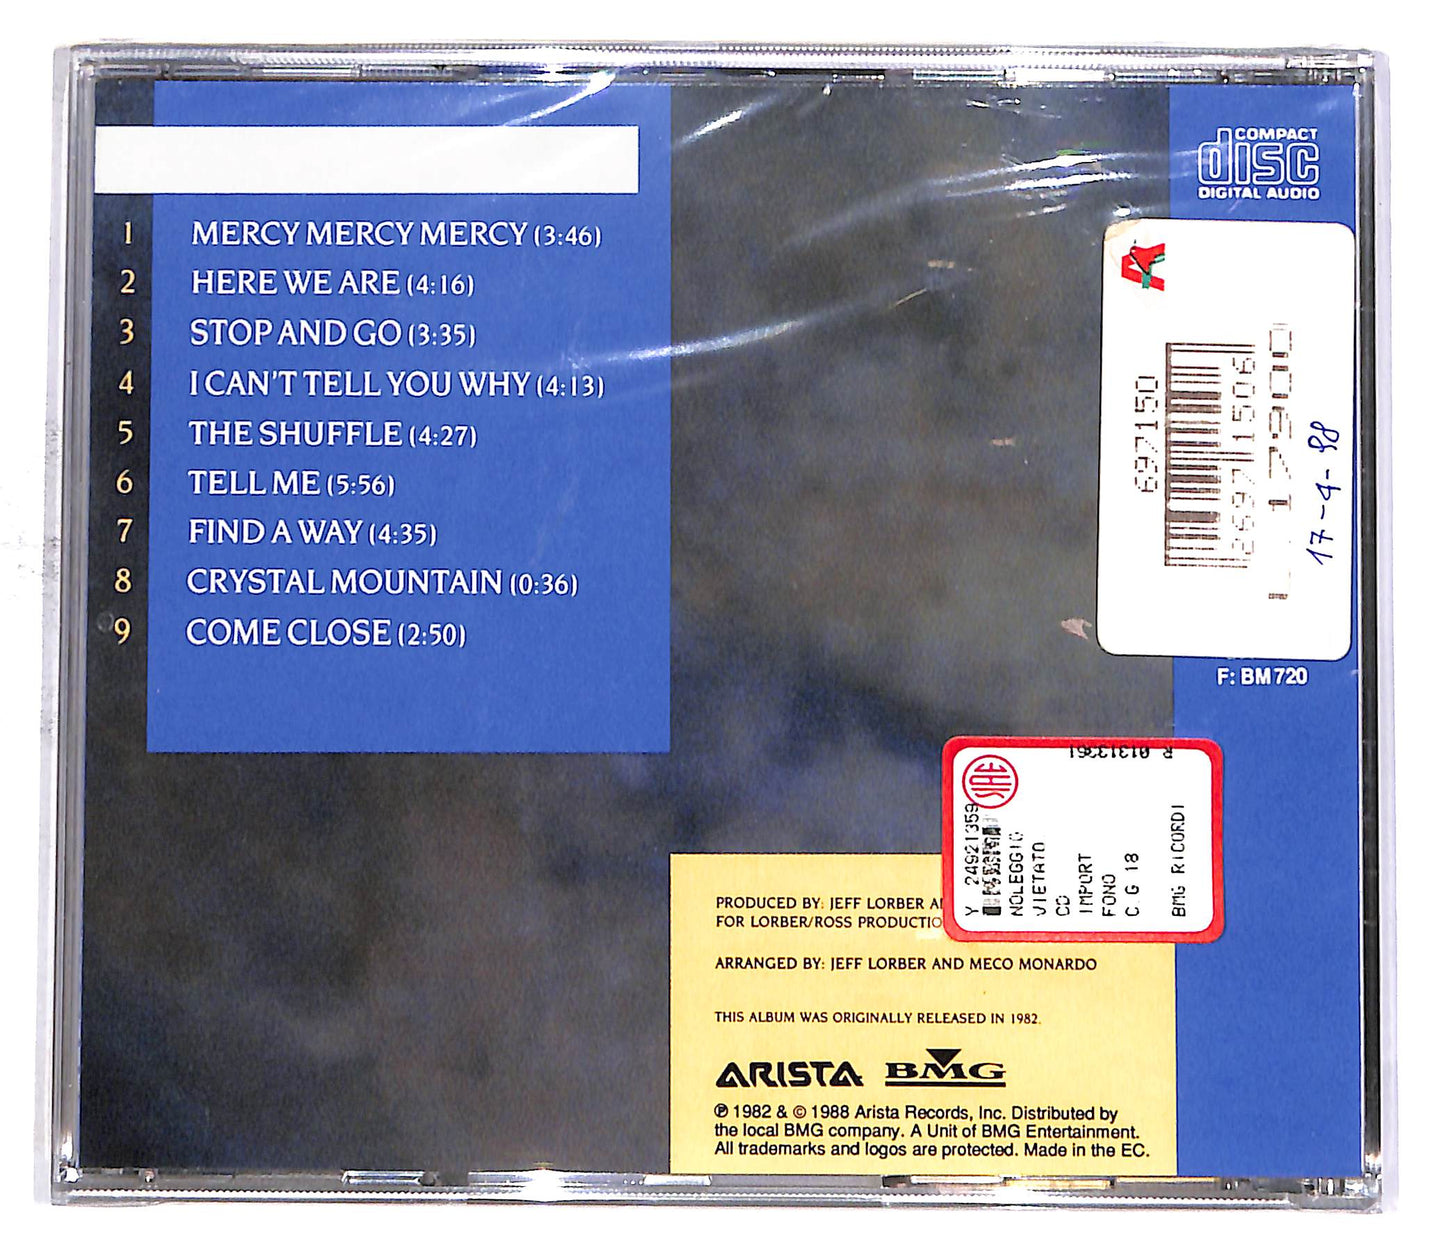 COMPACT
disc
DIGITAL AUDIO
1 MERCY MERCY MERCY (3:46)
2 HERE WE ARE (4:16)
3 STOP AND GO (3:35)
4 I CAN'T TELL YOU WHY (4:13)
5 THE SHUFFLE (4:27)
6 TELL ME (5:56)
7 FIND A WAY (4:35)
8 CRYSTAL MOUNTAIN (0:36)
9 COME CLOSE (2:50)
A
697150
17900
17-4-98
F: BM 720
R 01313361
SIAE
Y 24921359
NOLEGGIO
VIETATO
CD
IMPORT
FONO
C.G 18
BMG RICORDI
PRODUCED BY: JEFF LORBER
FOR LORBER/ROSS
ARRANGED BY: JEFF LORBER AND MECO MONARDO
THIS ALBUM WAS ORIGINALLY RELEASED IN 1982.
ARISTA BMG
℗ 1982 & © 1988 Arista Records, Inc. Distributed by
the local BMG company. A Unit of BMG Entertainment.
All trademarks and logos are protected. Made in the EC.